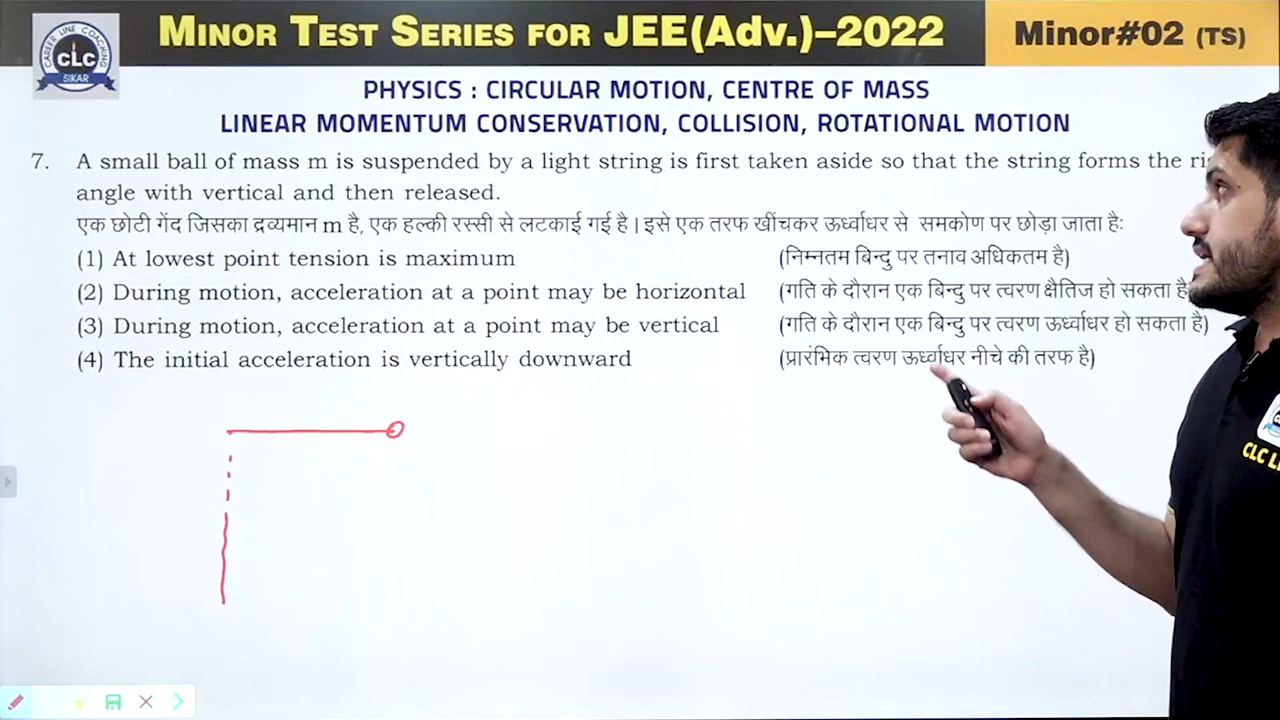 MINOR TEST SERIES FOR JEE(Adv.)–2022
Minor#02 (TS)
CAREER LINE COACHING
CLC
SIKAR
PHYSICS : CIRCULAR MOTION, CENTRE OF MASS
LINEAR MOMENTUM CONSERVATION, COLLISION, ROTATIONAL MOTION
7. A small ball of mass m is suspended by a light string is first taken aside so that the string forms the
angle with vertical and then released.
एक छोटी गेंद जिसका द्रव्यमान m है, एक हल्की रस्सी से लटकाई गई है। इसे एक तरफ खींचकर ऊर्ध्वाधर से समकोण पर छोड़ा जाता है:
(1) At lowest point tension is maximum (निम्नतम बिन्दु पर तनाव अधिकतम है)
(2) During motion, acceleration at a point may be horizontal (गति के दौरान एक बिन्दु पर त्वरण क्षैतिज हो सकता है
(3) During motion, acceleration at a point may be vertical (गति के दौरान एक बिन्दु पर त्वरण ऊर्ध्वाधर हो सकता है)
(4) The initial acceleration is vertically downward (प्रारंभिक त्वरण ऊर्ध्वाधर नीचे की तरफ है)
CLC